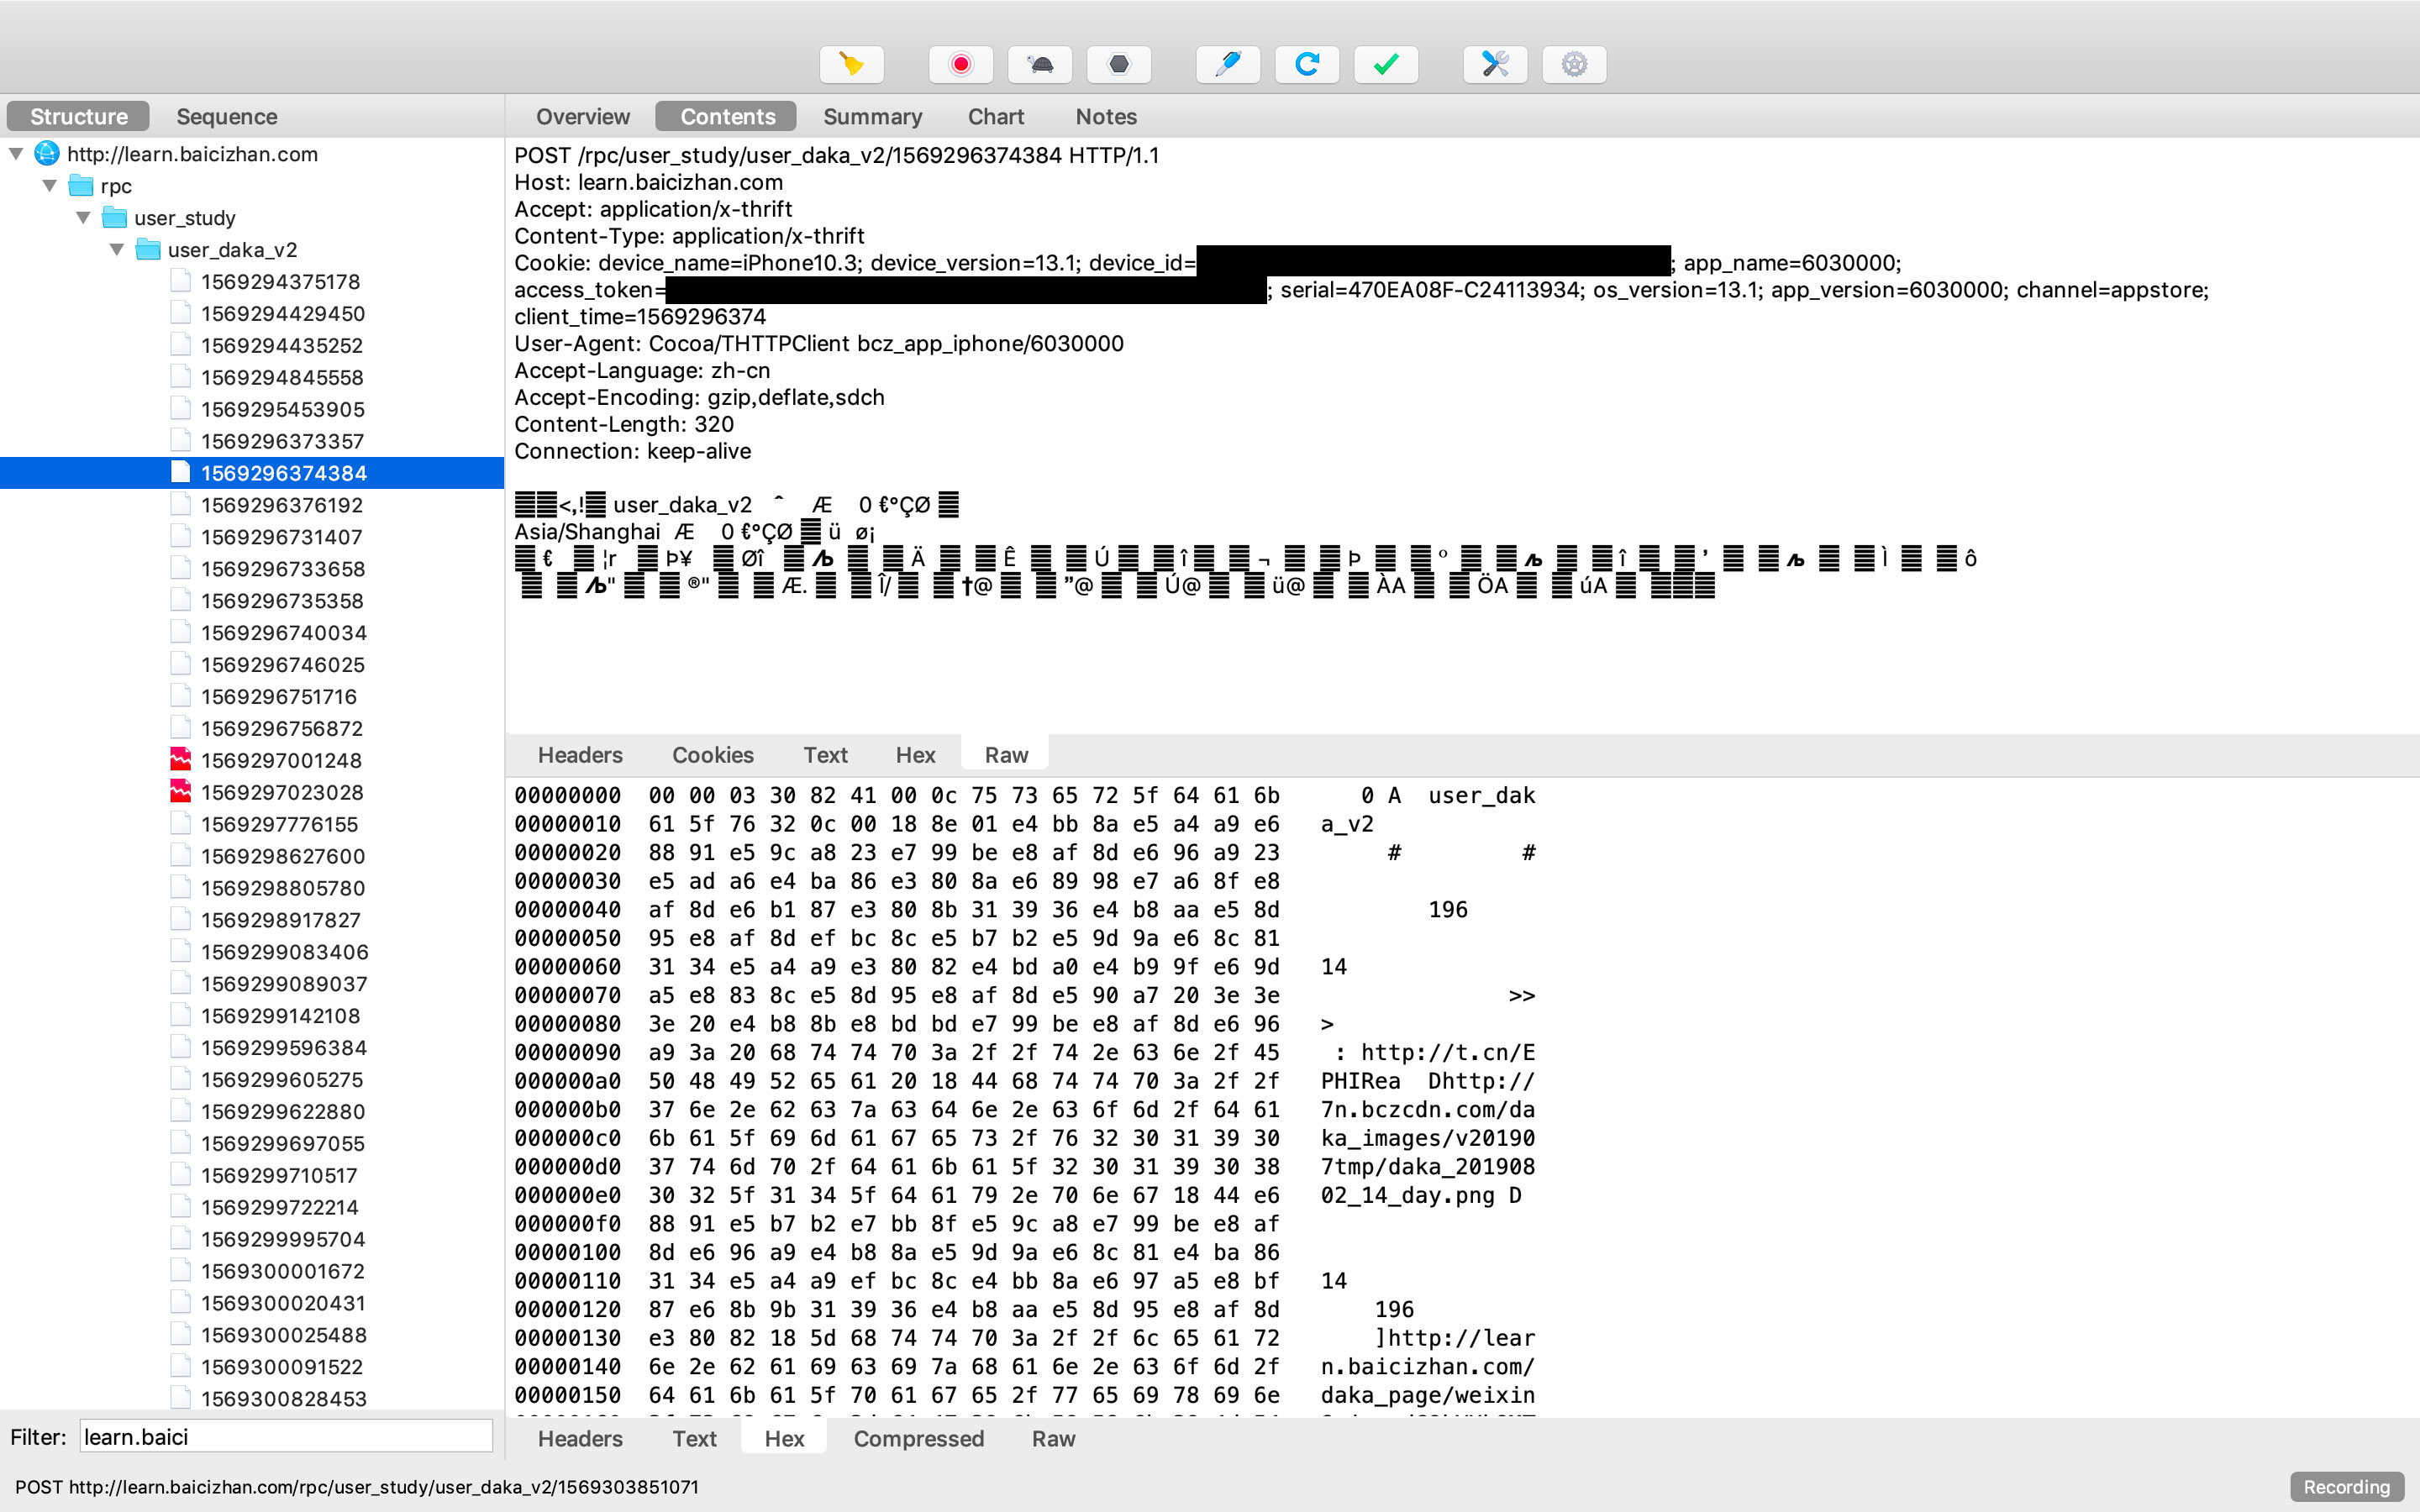 Structure Sequence
Overview Contents Summary Chart Notes
http://learn.baicizhan.com
rpc
user_study
user_daka_v2
1569294375178
1569294429450
1569294435252
1569294845558
1569295453905
1569296373357
1569296374384
1569296376192
1569296731407
1569296733658
1569296735358
1569296740034
1569296746025
1569296751716
1569296756872
1569297001248
1569297023028
1569297776155
1569298627600
1569298805780
1569298917827
1569299083406
1569299089037
1569299142108
1569299596384
1569299605275
1569299622880
1569299697055
1569299710517
1569299722214
1569299995704
1569300001672
1569300020431
1569300025488
1569300091522
1569300828453
Filter: learn.baici
POST /rpc/user_study/user_daka_v2/1569296374384 HTTP/1.1
Host: learn.baicizhan.com
Accept: application/x-thrift
Content-Type: application/x-thrift
Cookie: device_name=iPhone10.3; device_version=13.1; device_id= ; app_name=6030000;
access_token= ; serial=470EA08F-C24113934; os_version=13.1; app_version=6030000; channel=appstore;
client_time=1569296374
User-Agent: Cocoa/THTTPClient bcz_app_iphone/6030000
Accept-Language: zh-cn
Accept-Encoding: gzip,deflate,sdch
Content-Length: 320
Connection: keep-alive
<,! user_daka_v2 ˆ Æ 0 €°ÇØ
Asia/Shanghai Æ 0 €°ÇØ ü ø¡
€ ¦r Þ¥ Øî Ä Ê Ú î ¬ Þ º î ’ Ì ô
" ®" Æ. Î/ †@ ”@ Ú@ ü@ ÀA ÖA úA
Headers Cookies Text Hex Raw
00000000 00 00 03 30 82 41 00 0c 75 73 65 72 5f 64 61 6b 0 A user_dak
00000010 61 5f 76 32 0c 00 18 8e 01 e4 bb 8a e5 a4 a9 e6 a_v2
00000020 88 91 e5 9c a8 23 e7 99 be e8 af 8d e6 96 a9 23 # #
00000030 e5 ad a6 e4 ba 86 e3 80 8a e6 89 98 e7 a6 8f e8
00000040 af 8d e6 b1 87 e3 80 8b 31 39 36 e4 b8 aa e5 8d 196
00000050 95 e8 af 8d ef bc 8c e5 b7 b2 e5 9d 9a e6 8c 81
00000060 31 34 e5 a4 a9 e3 80 82 e4 bd a0 e4 b9 9f e6 9d 14
00000070 a5 e8 83 8c e5 8d 95 e8 af 8d e5 90 a7 20 3e 3e >>
00000080 3e 20 e4 b8 8b e8 bd bd e7 99 be e8 af 8d e6 96 >
00000090 a9 3a 20 68 74 74 70 3a 2f 2f 74 2e 63 6e 2f 45 : http://t.cn/E
000000a0 50 48 49 52 65 61 20 18 44 68 74 74 70 3a 2f 2f PHIRea Dhttp://
000000b0 37 6e 2e 62 63 7a 63 64 6e 2e 63 6f 6d 2f 64 61 7n.bczcdn.com/da
000000c0 6b 61 5f 69 6d 61 67 65 73 2f 76 32 30 31 39 30 ka_images/v20190
000000d0 37 74 6d 70 2f 64 61 6b 61 5f 32 30 31 39 30 38 7tmp/daka_201908
000000e0 30 32 5f 31 34 5f 64 61 79 2e 70 6e 67 18 44 e6 02_14_day.png D
000000f0 88 91 e5 b7 b2 e7 bb 8f e5 9c a8 e7 99 be e8 af
00000100 8d e6 96 a9 e4 b8 8a e5 9d 9a e6 8c 81 e4 ba 86
00000110 31 34 e5 a4 a9 ef bc 8c e4 bb 8a e6 97 a5 e8 bf 14
00000120 87 e6 8b 9b 31 39 36 e4 b8 aa e5 8d 95 e8 af 8d 196
00000130 e3 80 82 18 5d 68 74 74 70 3a 2f 2f 6c 65 61 72 ]http://lear
00000140 6e 2e 62 61 69 63 69 7a 68 61 6e 2e 63 6f 6d 2f n.baicizhan.com/
00000150 64 61 6b 61 5f 70 61 67 65 2f 77 65 69 78 69 6e daka_page/weixin
Headers Text Hex Compressed Raw
POST http://learn.baicizhan.com/rpc/user_study/user_daka_v2/1569303851071
Recording